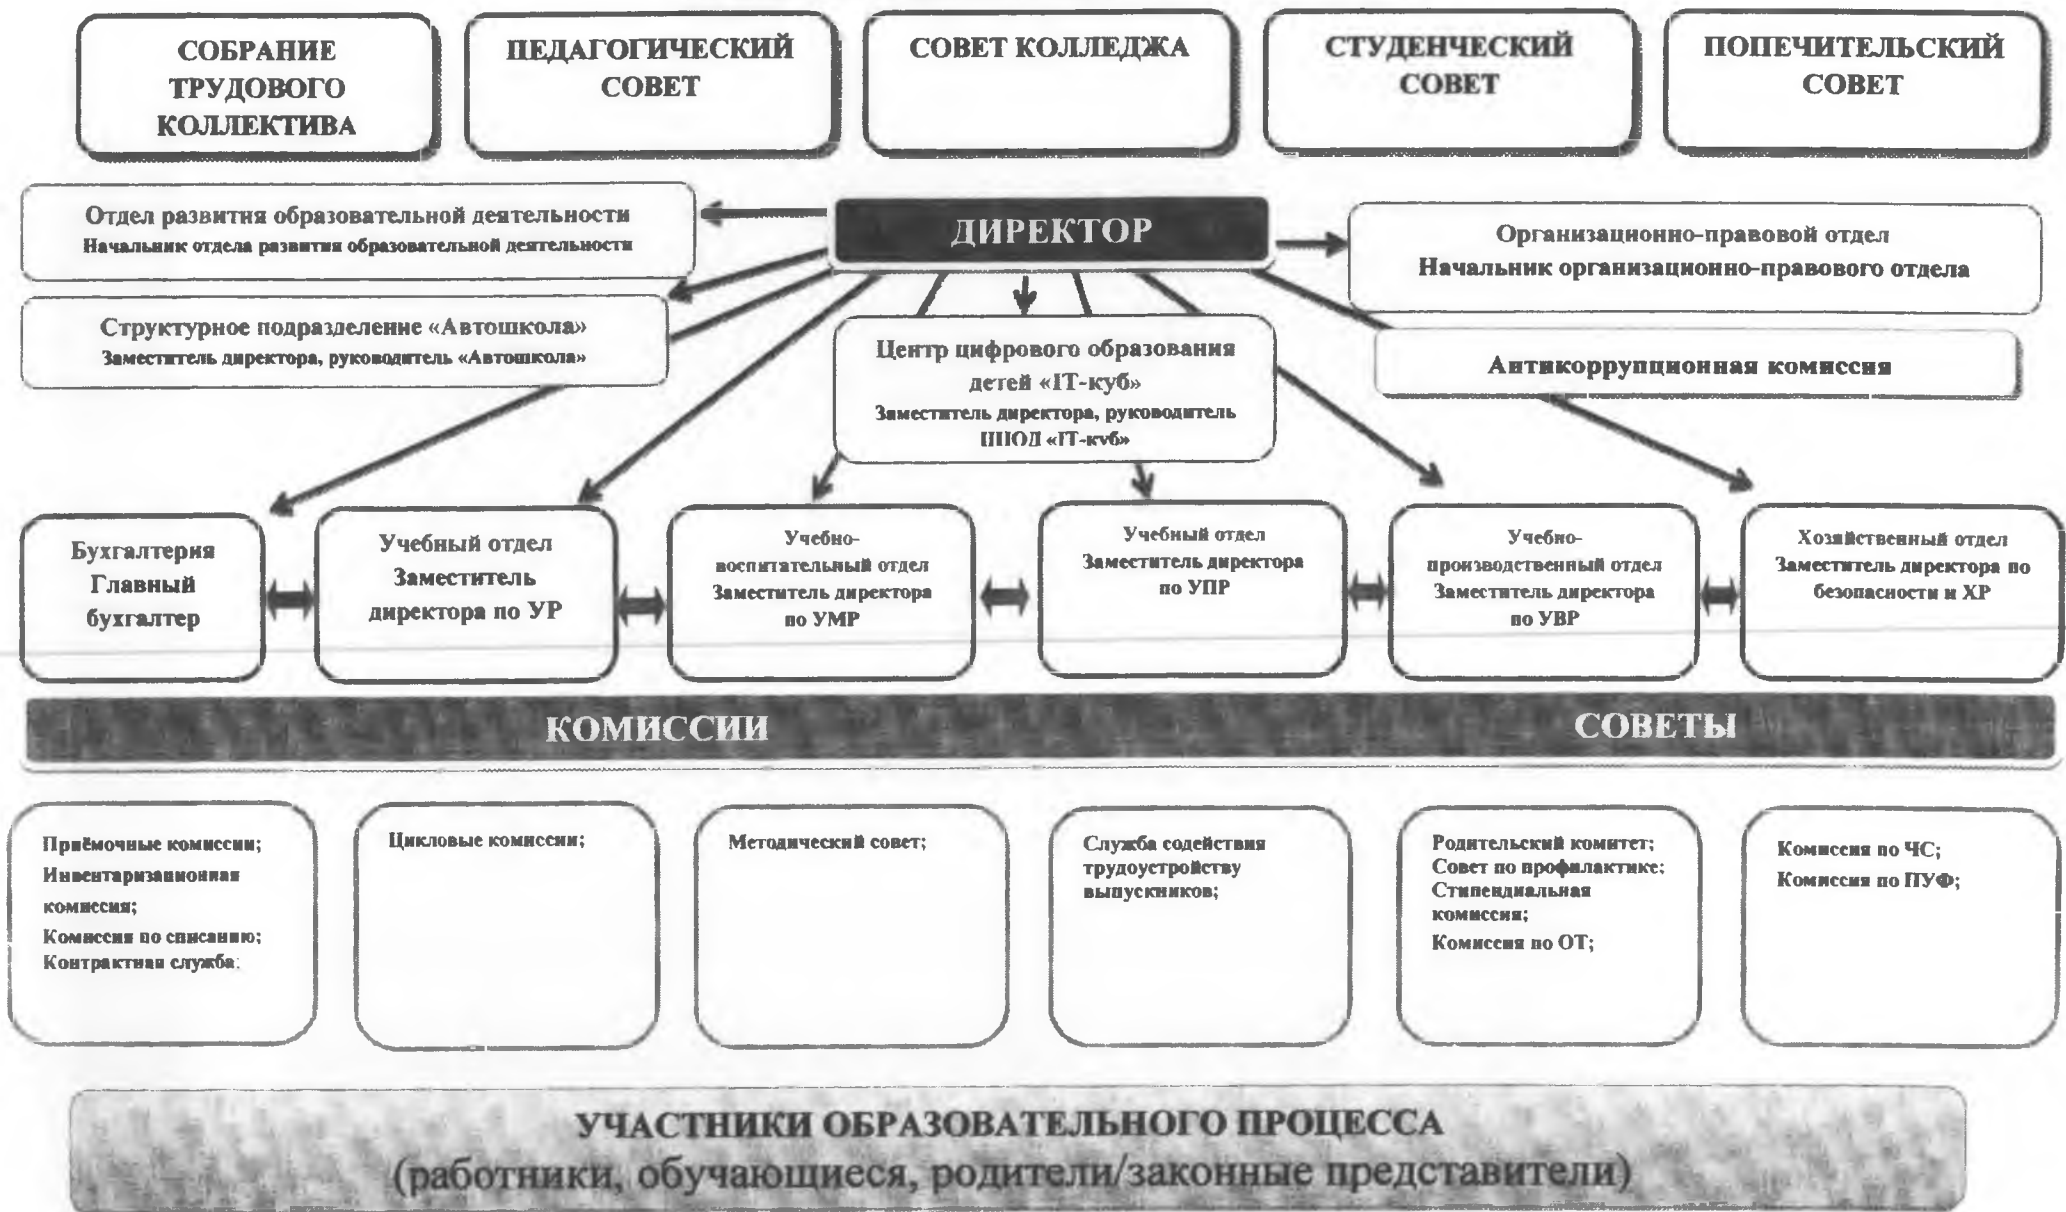 СОБРАНИЕ
ТРУДОВОГО
КОЛЛЕКТИВА
ПЕДАГОГИЧЕСКИЙ
СОВЕТ
СОВЕТ КОЛЛЕДЖА
СТУДЕНЧЕСКИЙ
СОВЕТ
ПОПЕЧИТЕЛЬСКИЙ
СОВЕТ
ДИРЕКТОР
Отдел развития образовательной деятельности
Начальник отдела развития образовательной деятельности
Организационно-правовой отдел
Начальник организационно-правового отдела
Структурное подразделение «Автошкола»
Заместитель директора, руководитель «Автошкола»
Центр цифрового образования
детей «IT-куб»
Заместитель директора, руководитель
ЦЦОД «IT-куб»
Антикоррупционная комиссия
Бухгалтерия
Главный
бухгалтер
Учебный отдел
Заместитель
директора по УР
Учебно-
воспитательный отдел
Заместитель директора
по УМР
Учебный отдел
Заместитель директора
по УПР
Учебно-
производственный отдел
Заместитель директора
по УВР
Хозяйственный отдел
Заместитель директора по
безопасности и ХР
КОМИССИИ
СОВЕТЫ
Приёмочные комиссии;
Инвентаризационная
комиссия;
Комиссия по списанию;
Контрактная служба;
Цикловые комиссии;
Методический совет;
Служба содействия
трудоустройству
выпускников;
Родительский комитет;
Совет по профилактике;
Стипендиальная
комиссия;
Комиссия по ОТ;
Комиссия по ЧС;
Комиссия по ПУФ;
УЧАСТНИКИ ОБРАЗОВАТЕЛЬНОГО ПРОЦЕССА
(работники, обучающиеся, родители/законные представители)